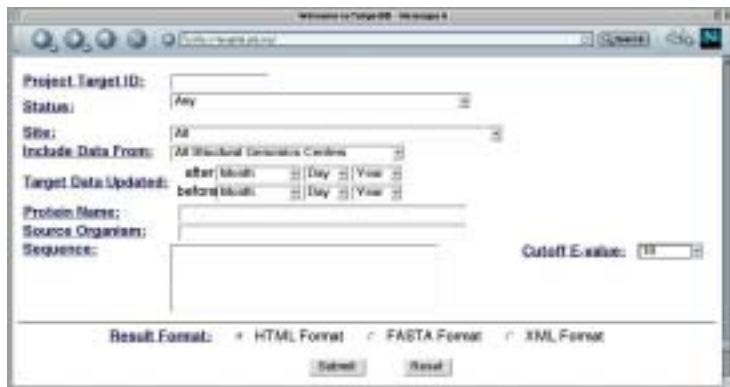 Welcome to TargetDB - Netscape 6
Search
Project Target ID:
Status: Any
Site: All
Include Data From: All Structural Genomics Centers
Target Data Updated:
after Month Day Year
before Month Day Year
Protein Name:
Source Organism:
Sequence:
Cutoff E-value: 10
Result Format: HTML Format FASTA Format XML Format
Submit Reset